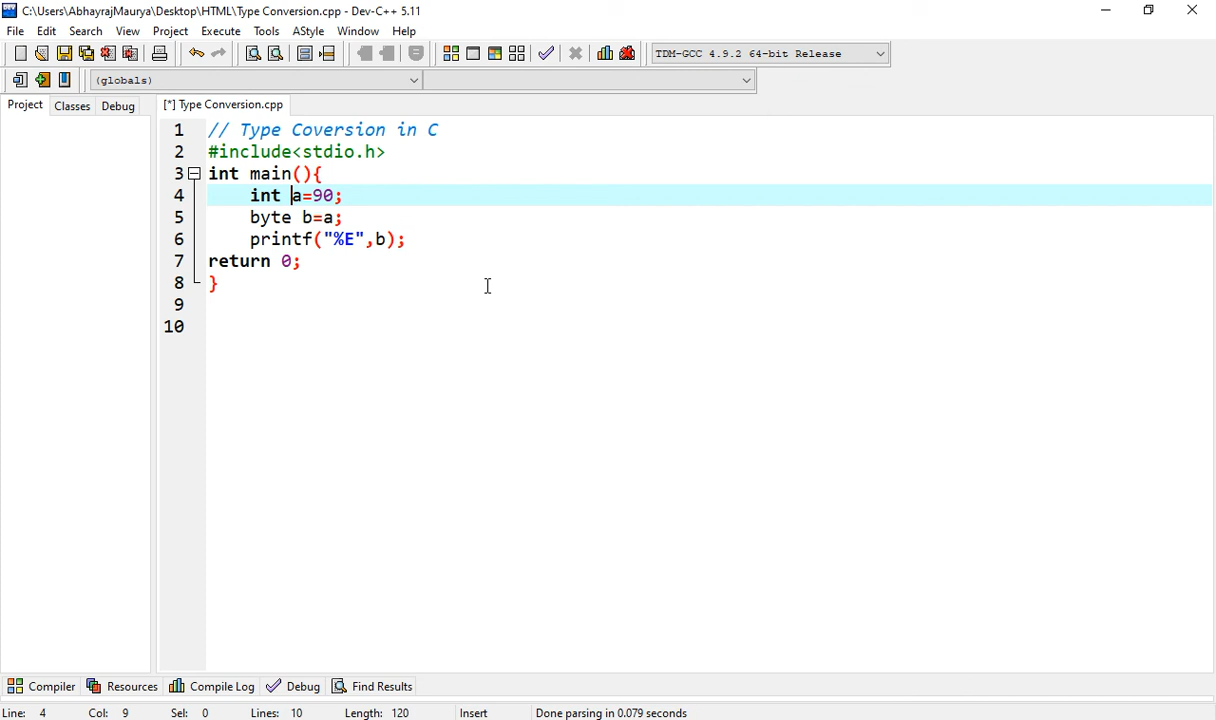 C:\Users\AbhayrajMaurya\Desktop\HTML\Type Conversion.cpp - Dev-C++ 5.11
File Edit Search View Project Execute Tools AStyle Window Help
TDM-GCC 4.9.2 64-bit Release
(globals)
Project Classes Debug [*] Type Conversion.cpp
1 // Type Coversion in C
2 #include<stdio.h>
3 int main(){
4 int a=90;
5 byte b=a;
6 printf("%E",b);
7 return 0;
8 }
9
10
Compiler Resources Compile Log Debug Find Results
Line: 4 Col: 9 Sel: 0 Lines: 10 Length: 120 Insert Done parsing in 0.079 seconds